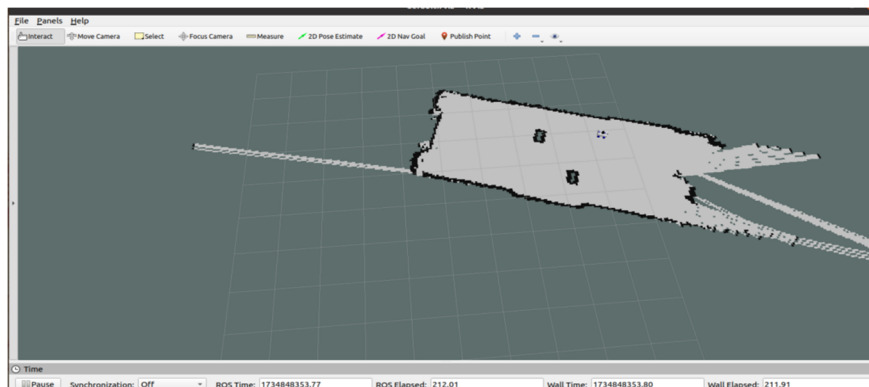 File Panels Help
Interact Move Camera Select Focus Camera Measure 2D Pose Estimate 2D Nav Goal Publish Point
Time
Pause Synchronization: Off ROS Time: 1734848353.77 ROS Elapsed: 212.01 Wall Time: 1734848353.80 Wall Elapsed: 211.91